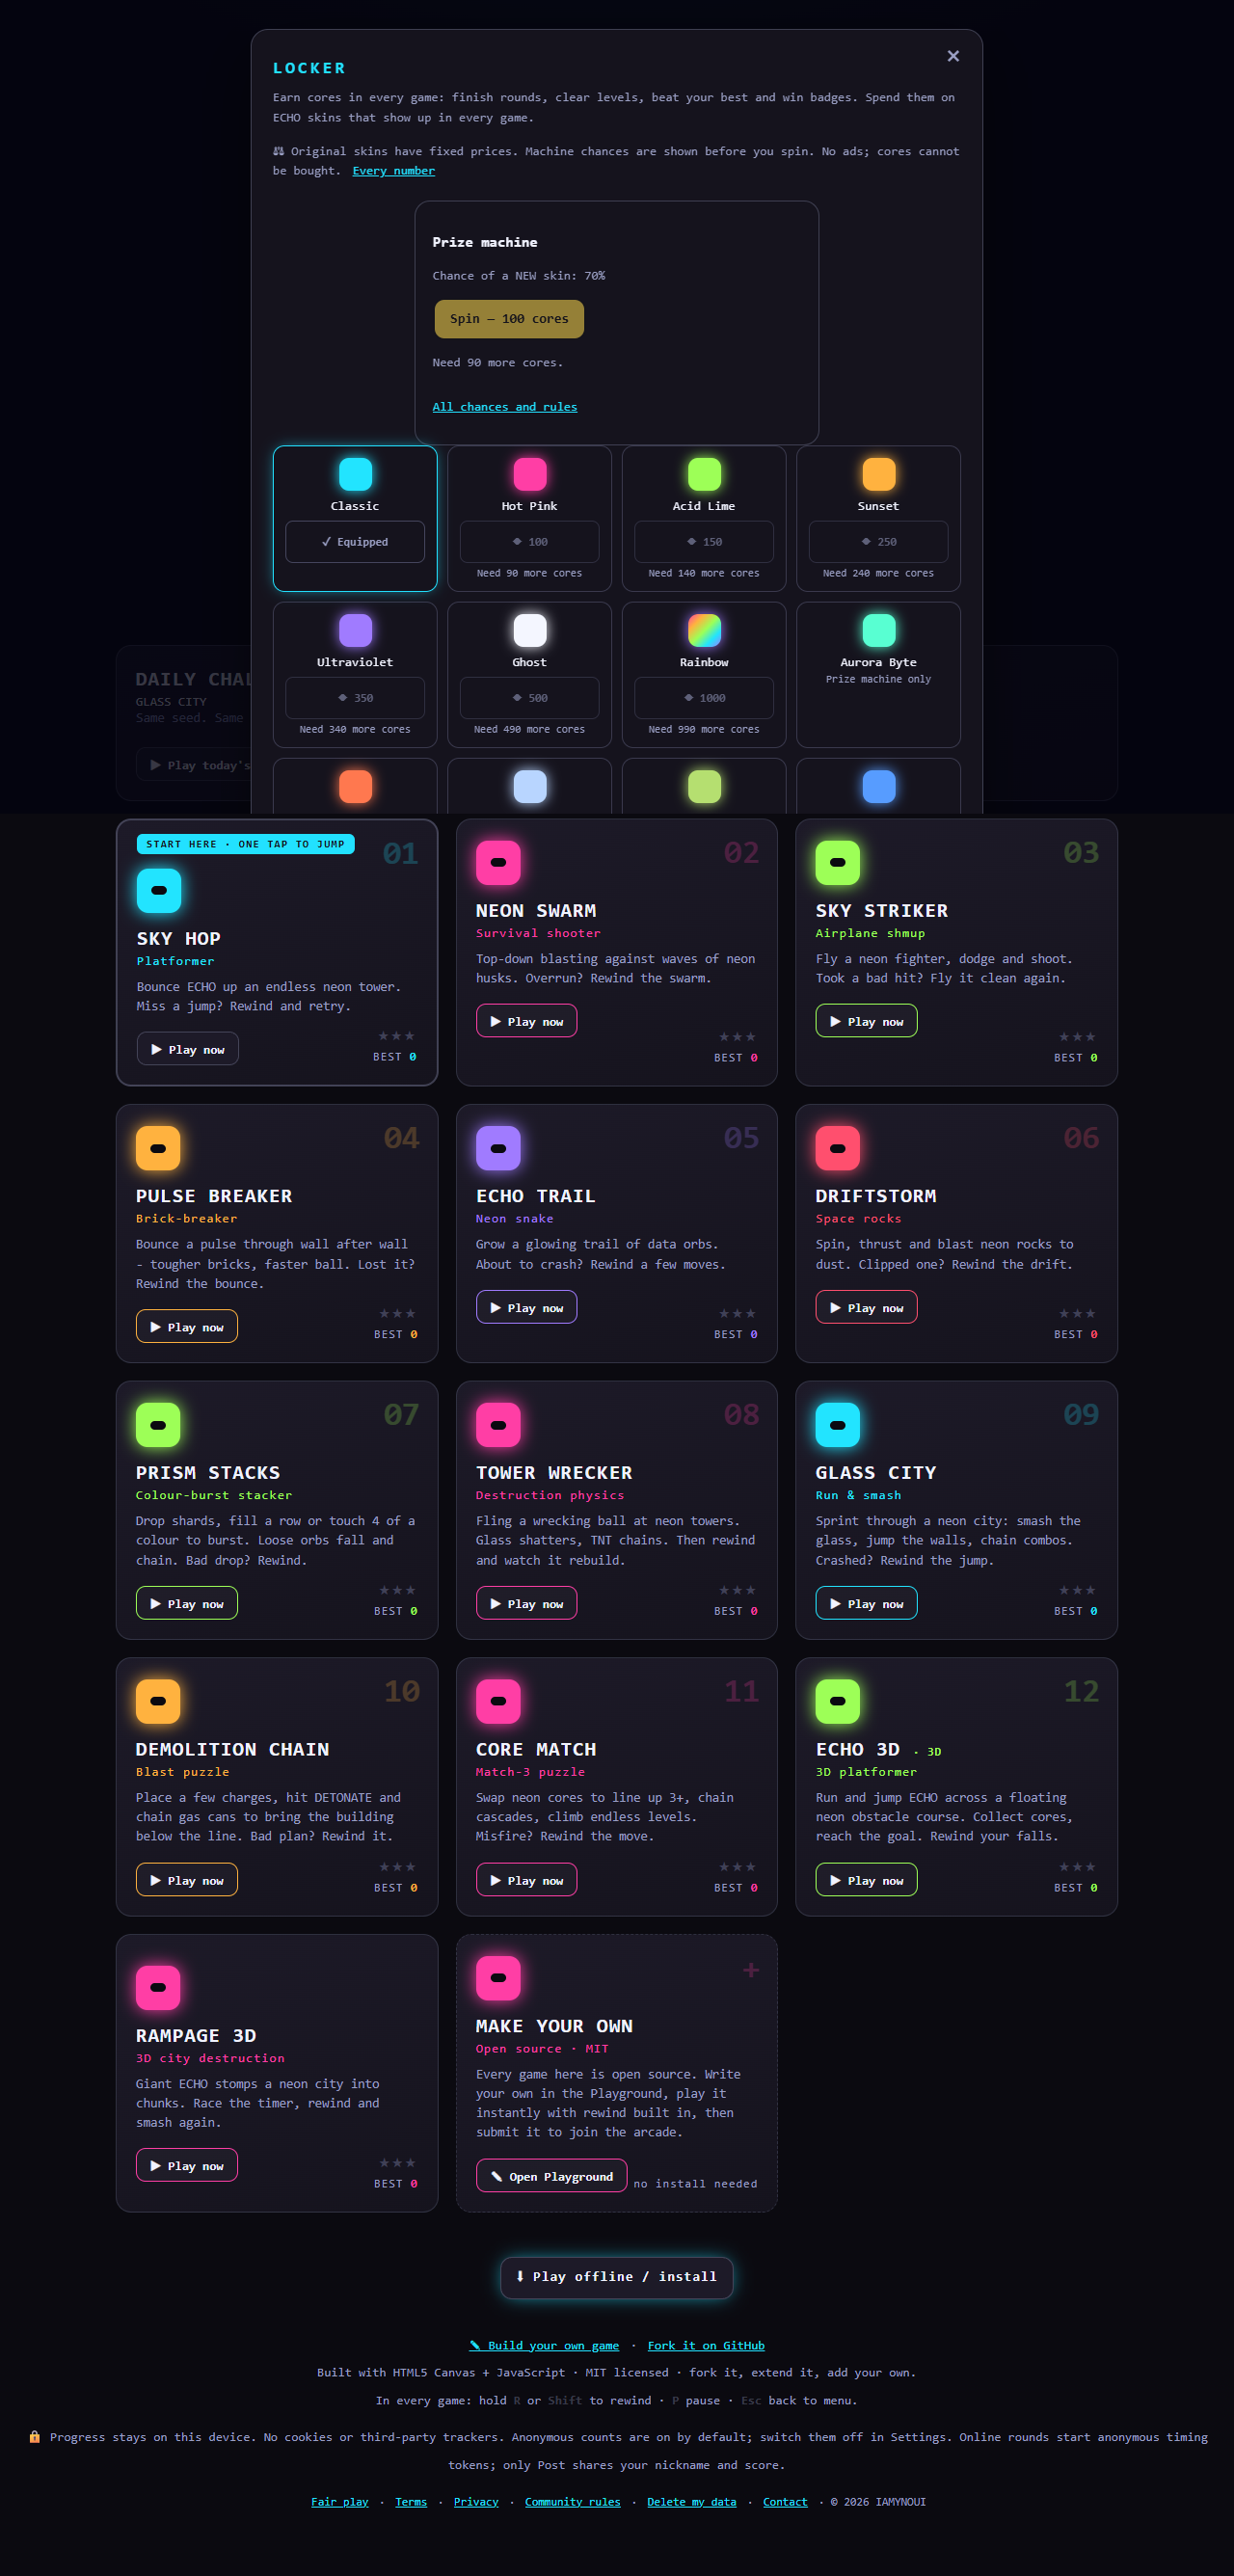 LOCKER
✕
Earn cores in every game: finish rounds, clear levels, beat your best and win badges. Spend them on
ECHO skins that show up in every game.
⚖ Original skins have fixed prices. Machine chances are shown before you spin. No ads; cores cannot
be bought. Every number
Prize machine
Chance of a NEW skin: 70%
Spin — 100 cores
Need 90 more cores.
All chances and rules
Classic
✓ Equipped
Hot Pink
◆ 100
Need 90 more cores
Acid Lime
◆ 150
Need 140 more cores
Sunset
◆ 250
Need 240 more cores
Ultraviolet
◆ 350
Need 340 more cores
Ghost
◆ 500
Need 490 more cores
Rainbow
◆ 1000
Need 990 more cores
Aurora Byte
Prize machine only
DAILY CHAL
GLASS CITY
Same seed. Same
▶ Play today's
START HERE · ONE TAP TO JUMP
01
SKY HOP
Platformer
Bounce ECHO up an endless neon tower.
Miss a jump? Rewind and retry.
▶ Play now
★★★
BEST 0
02
NEON SWARM
Survival shooter
Top-down blasting against waves of neon
husks. Overrun? Rewind the swarm.
▶ Play now
★★★
BEST 0
03
SKY STRIKER
Airplane shmup
Fly a neon fighter, dodge and shoot.
Took a bad hit? Fly it clean again.
▶ Play now
★★★
BEST 0
04
PULSE BREAKER
Brick-breaker
Bounce a pulse through wall after wall
- tougher bricks, faster ball. Lost it?
Rewind the bounce.
▶ Play now
★★★
BEST 0
05
ECHO TRAIL
Neon snake
Grow a glowing trail of data orbs.
About to crash? Rewind a few moves.
▶ Play now
★★★
BEST 0
06
DRIFTSTORM
Space rocks
Spin, thrust and blast neon rocks to
dust. Clipped one? Rewind the drift.
▶ Play now
★★★
BEST 0
07
PRISM STACKS
Colour-burst stacker
Drop shards, fill a row or touch 4 of a
colour to burst. Loose orbs fall and
chain. Bad drop? Rewind.
▶ Play now
★★★
BEST 0
08
TOWER WRECKER
Destruction physics
Fling a wrecking ball at neon towers.
Glass shatters, TNT chains. Then rewind
and watch it rebuild.
▶ Play now
★★★
BEST 0
09
GLASS CITY
Run & smash
Sprint through a neon city: smash the
glass, jump the walls, chain combos.
Crashed? Rewind the jump.
▶ Play now
★★★
BEST 0
10
DEMOLITION CHAIN
Blast puzzle
Place a few charges, hit DETONATE and
chain gas cans to bring the building
below the line. Bad plan? Rewind it.
▶ Play now
★★★
BEST 0
11
CORE MATCH
Match-3 puzzle
Swap neon cores to line up 3+, chain
cascades, climb endless levels.
Misfire? Rewind the move.
▶ Play now
★★★
BEST 0
12
ECHO 3D · 3D
3D platformer
Run and jump ECHO across a floating
neon obstacle course. Collect cores,
reach the goal. Rewind your falls.
▶ Play now
★★★
BEST 0
RAMPAGE 3D
3D city destruction
Giant ECHO stomps a neon city into
chunks. Race the timer, rewind and
smash again.
▶ Play now
★★★
BEST 0
+
MAKE YOUR OWN
Open source · MIT
Every game here is open source. Write
your own in the Playground, play it
instantly with rewind built in, then
submit it to join the arcade.
✎ Open Playground
no install needed
⬇ Play offline / install
✎ Build your own game · Fork it on GitHub
Built with HTML5 Canvas + JavaScript · MIT licensed · fork it, extend it, add your own.
In every game: hold R or Shift to rewind · P pause · Esc back to menu.
🔒 Progress stays on this device. No cookies or third-party trackers. Anonymous counts are on by default; switch them off in Settings. Online rounds start anonymous timing
tokens; only Post shares your nickname and score.
Fair play · Terms · Privacy · Community rules · Delete my data · Contact · © 2026 IAMYNOUI